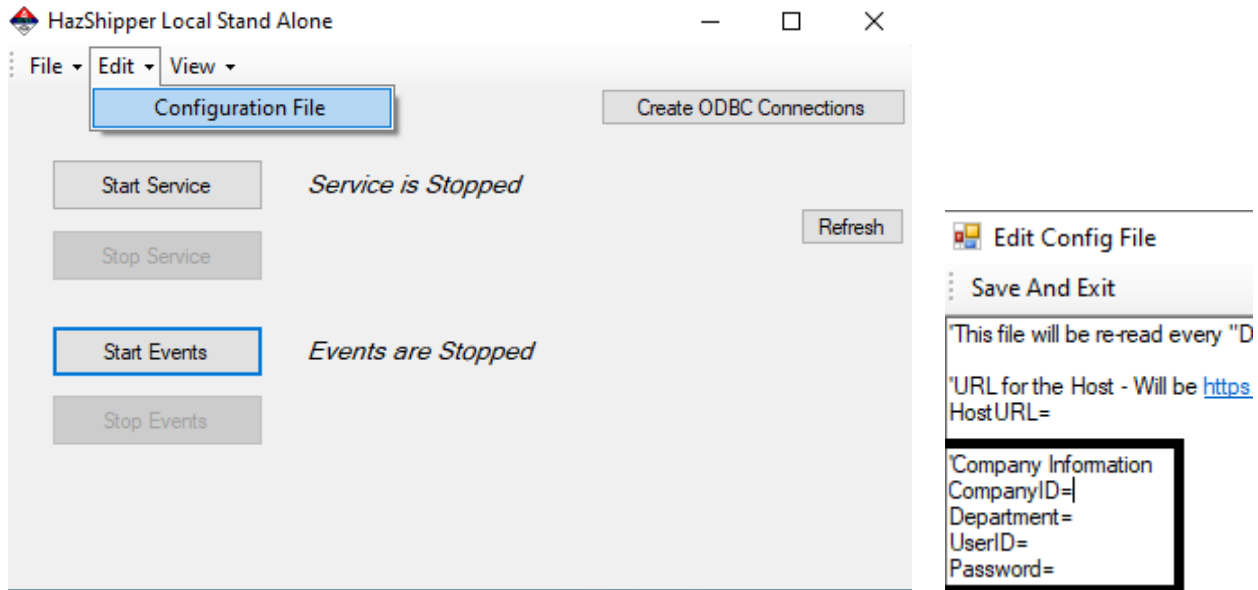 HazShipper Local Stand Alone
File Edit View
Configuration File
Create ODBC Connections
Start Service Service is Stopped
Refresh
Stop Service
Start Events Events are Stopped
Stop Events
Edit Config File
Save And Exit
'This file will be re-read every "D
'URL for the Host - Will be https
HostURL=
'Company Information
CompanyID=
Department=
UserID=
Password=